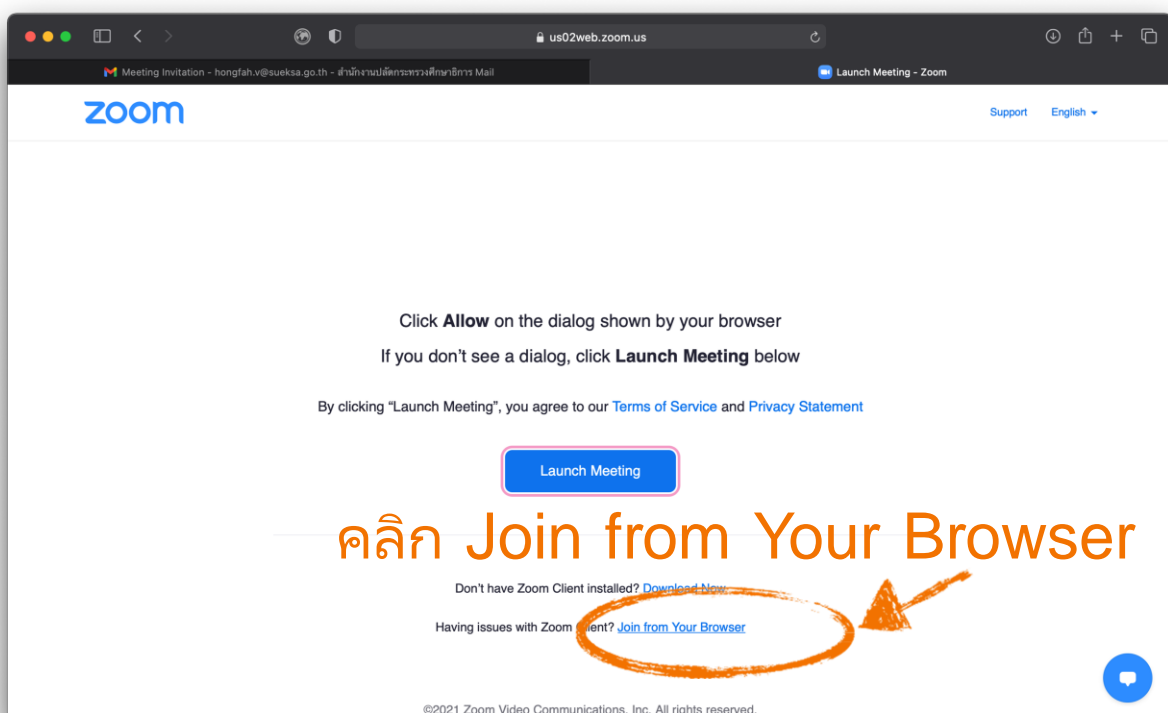 us02web.zoom.us
Meeting Invitation - hongfah.v@sueksa.go.th - สำนักงานปลัดกระทรวงศึกษาธิการ Mail
Launch Meeting - Zoom
zoom
Support English
Click Allow on the dialog shown by your browser
If you don't see a dialog, click Launch Meeting below
By clicking “Launch Meeting”, you agree to our Terms of Service and Privacy Statement
Launch Meeting
คลิก Join from Your Browser
Don't have Zoom Client installed? Download Now
Having issues with Zoom Client? Join from Your Browser
©2021 Zoom Video Communications, Inc. All rights reserved.